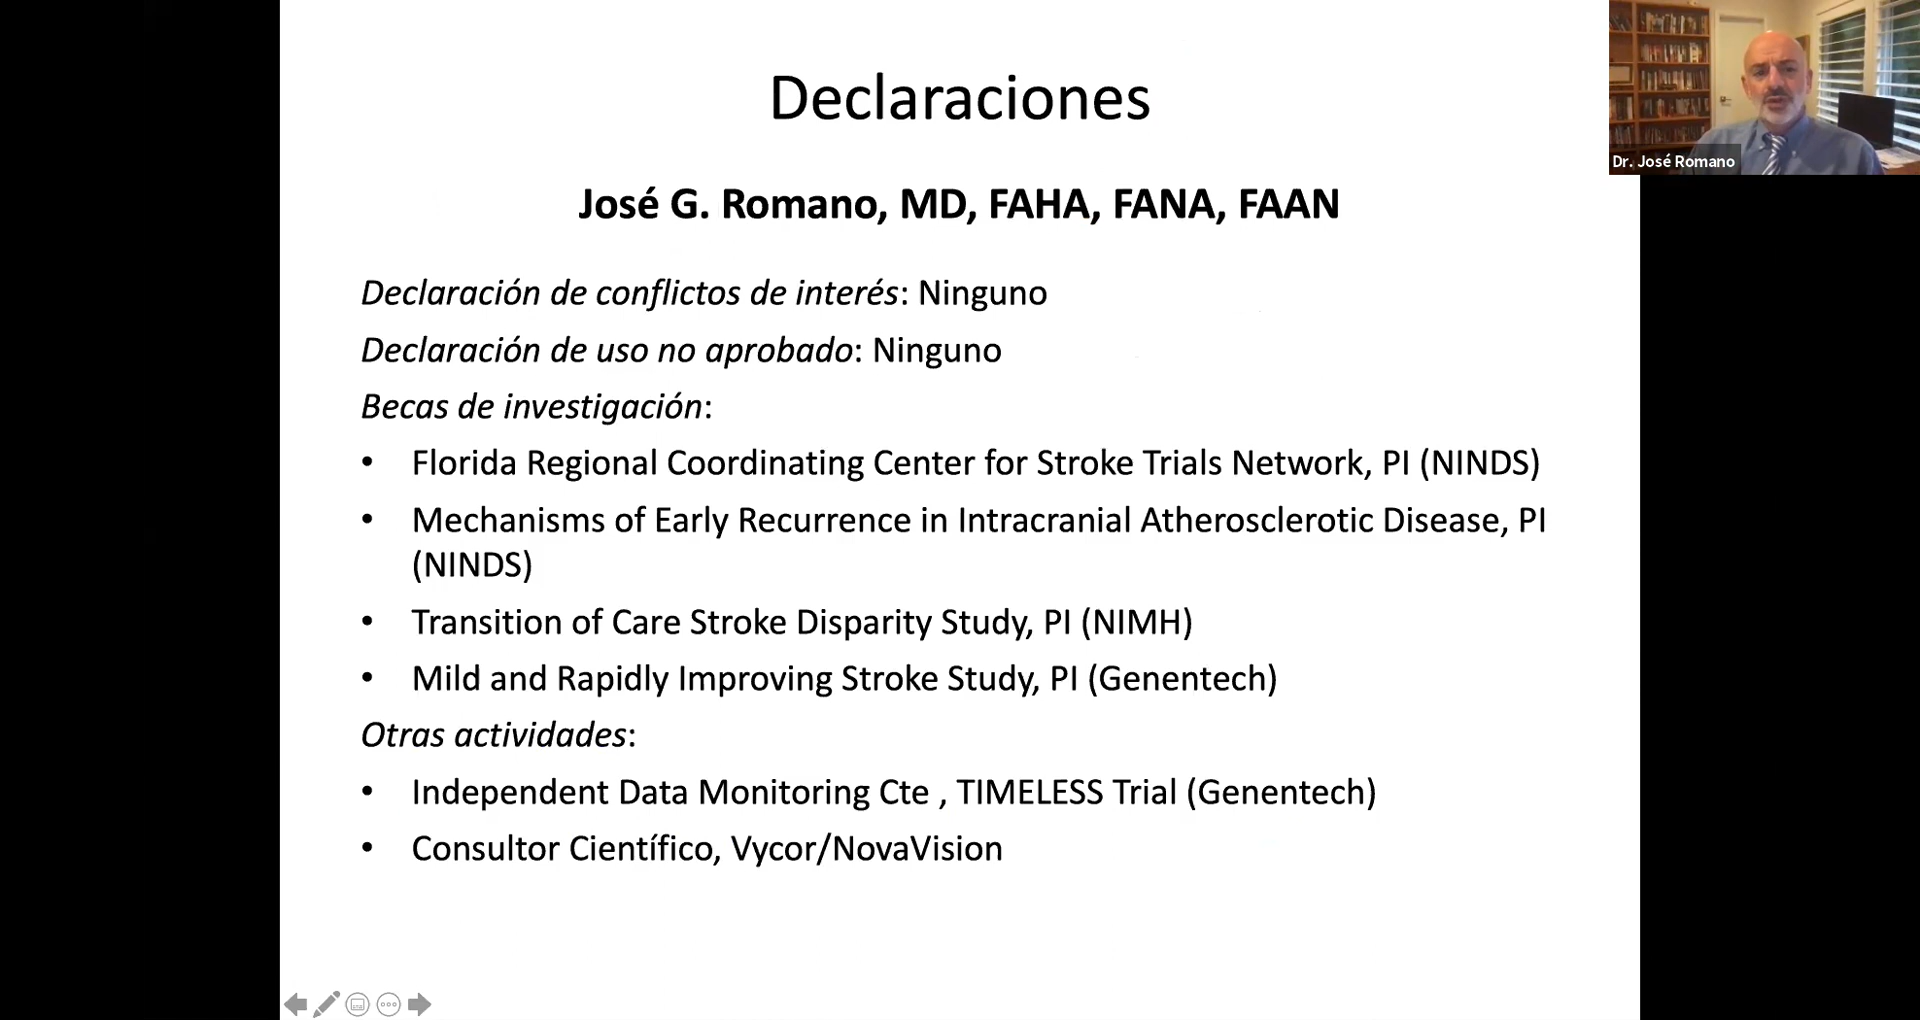 Declaraciones
Dr. José Romano
José G. Romano, MD, FAHA, FANA, FAAN
Declaración de conflictos de interés: Ninguno
Declaración de uso no aprobado: Ninguno
Becas de investigación:
• Florida Regional Coordinating Center for Stroke Trials Network, PI (NINDS)
• Mechanisms of Early Recurrence in Intracranial Atherosclerotic Disease, PI
(NINDS)
• Transition of Care Stroke Disparity Study, PI (NIMH)
• Mild and Rapidly Improving Stroke Study, PI (Genentech)
Otras actividades:
• Independent Data Monitoring Cte , TIMELESS Trial (Genentech)
• Consultor Científico, Vycor/NovaVision